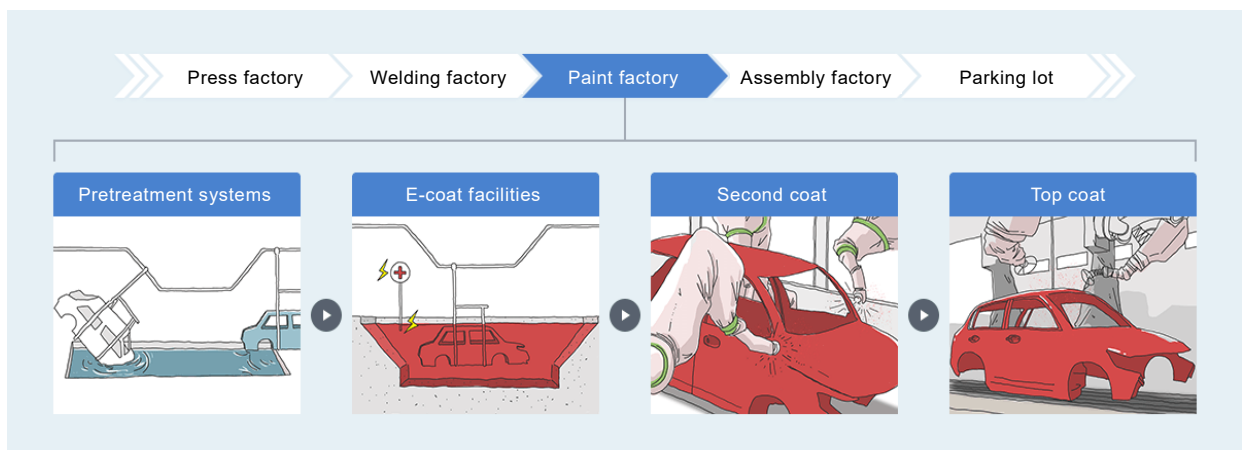 Press factory
Welding factory
Paint factory
Assembly factory
Parking lot
Pretreatment systems
E-coat facilities
Second coat
Top coat